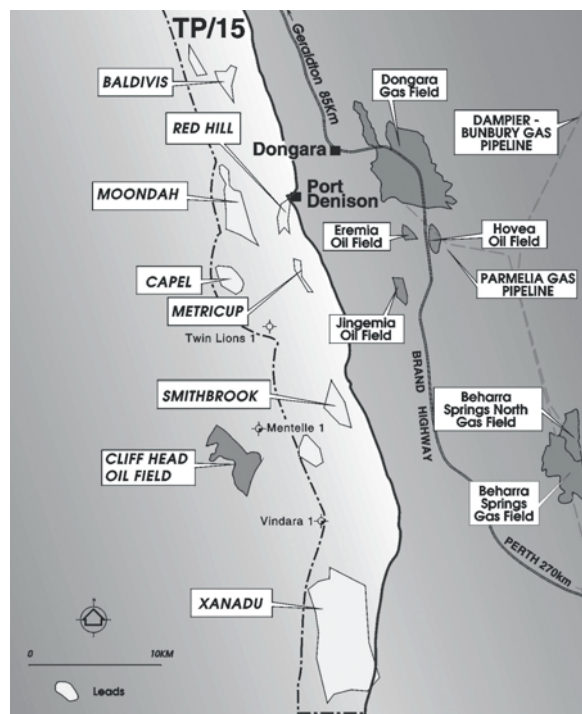 TP/15
Geraldton 85Km
BALDIVIS
Dongara
Gas Field
DAMPIER -
BUNBURY GAS
PIPELINE
RED HILL
Dongara
MOONDAH
Port
Denison
Eremia
Oil Field
Hovea
Oil Field
CAPEL
PARMELIA GAS
PIPELINE
METRICUP
Twin Lions 1
Jingemia
Oil Field
BRAND HIGHWAY
SMITHBROOK
Beharra
Springs North
Gas Field
Mentelle 1
CLIFF HEAD
OIL FIELD
Beharra
Springs
Gas Field
Vindara 1
PERTH 270km
XANADU
0 10KM
Leads